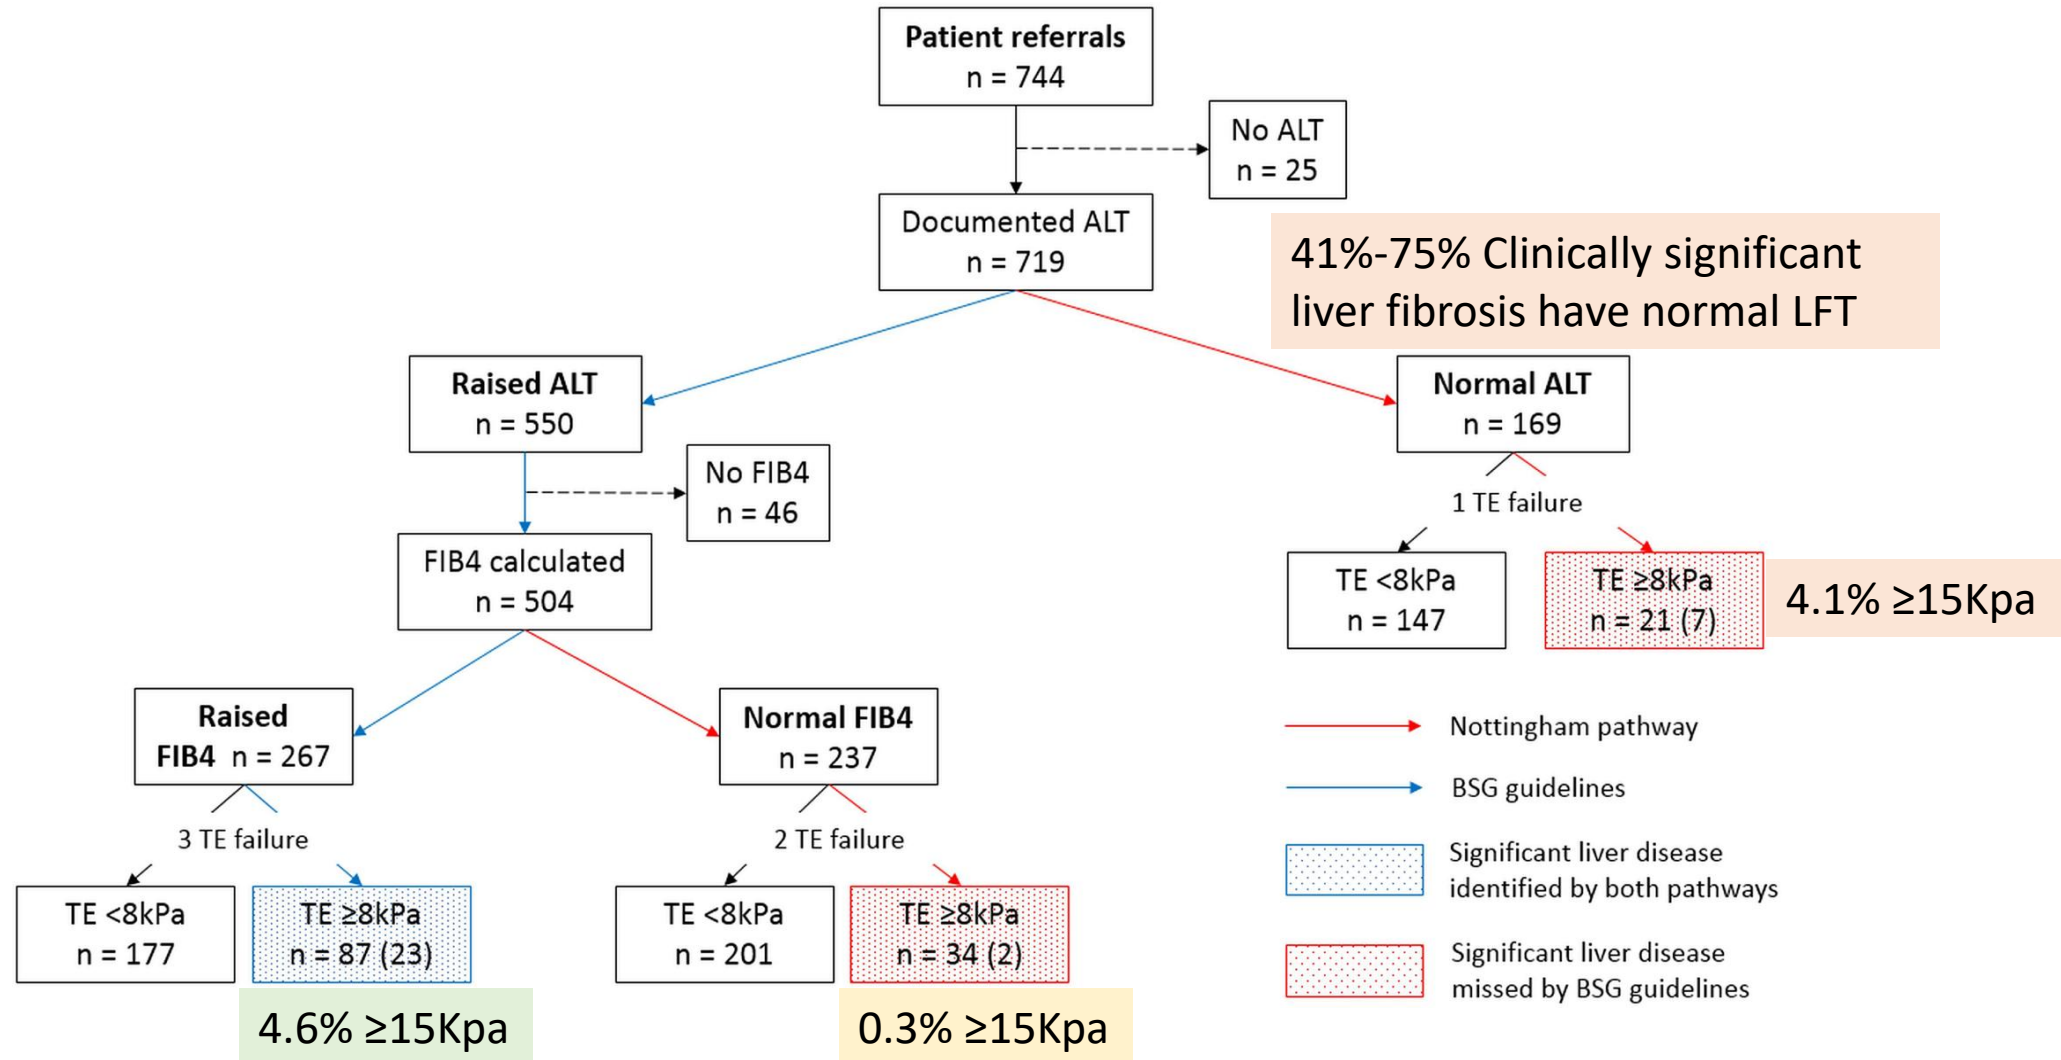 Patient referrals
n = 744
No ALT
n = 25
Documented ALT
n = 719
41%-75% Clinically significant
liver fibrosis have normal LFT
Raised ALT
n = 550
Normal ALT
n = 169
No FIB4
n = 46
1 TE failure
FIB4 calculated
n = 504
TE <8kPa
n = 147
TE ≥8kPa
n = 21 (7)
4.1% ≥15Kpa
Raised
FIB4 n = 267
Normal FIB4
n = 237
3 TE failure
2 TE failure
TE <8kPa
n = 177
TE ≥8kPa
n = 87 (23)
TE <8kPa
n = 201
TE ≥8kPa
n = 34 (2)
4.6% ≥15Kpa
0.3% ≥15Kpa
Nottingham pathway
BSG guidelines
Significant liver disease
identified by both pathways
Significant liver disease
missed by BSG guidelines